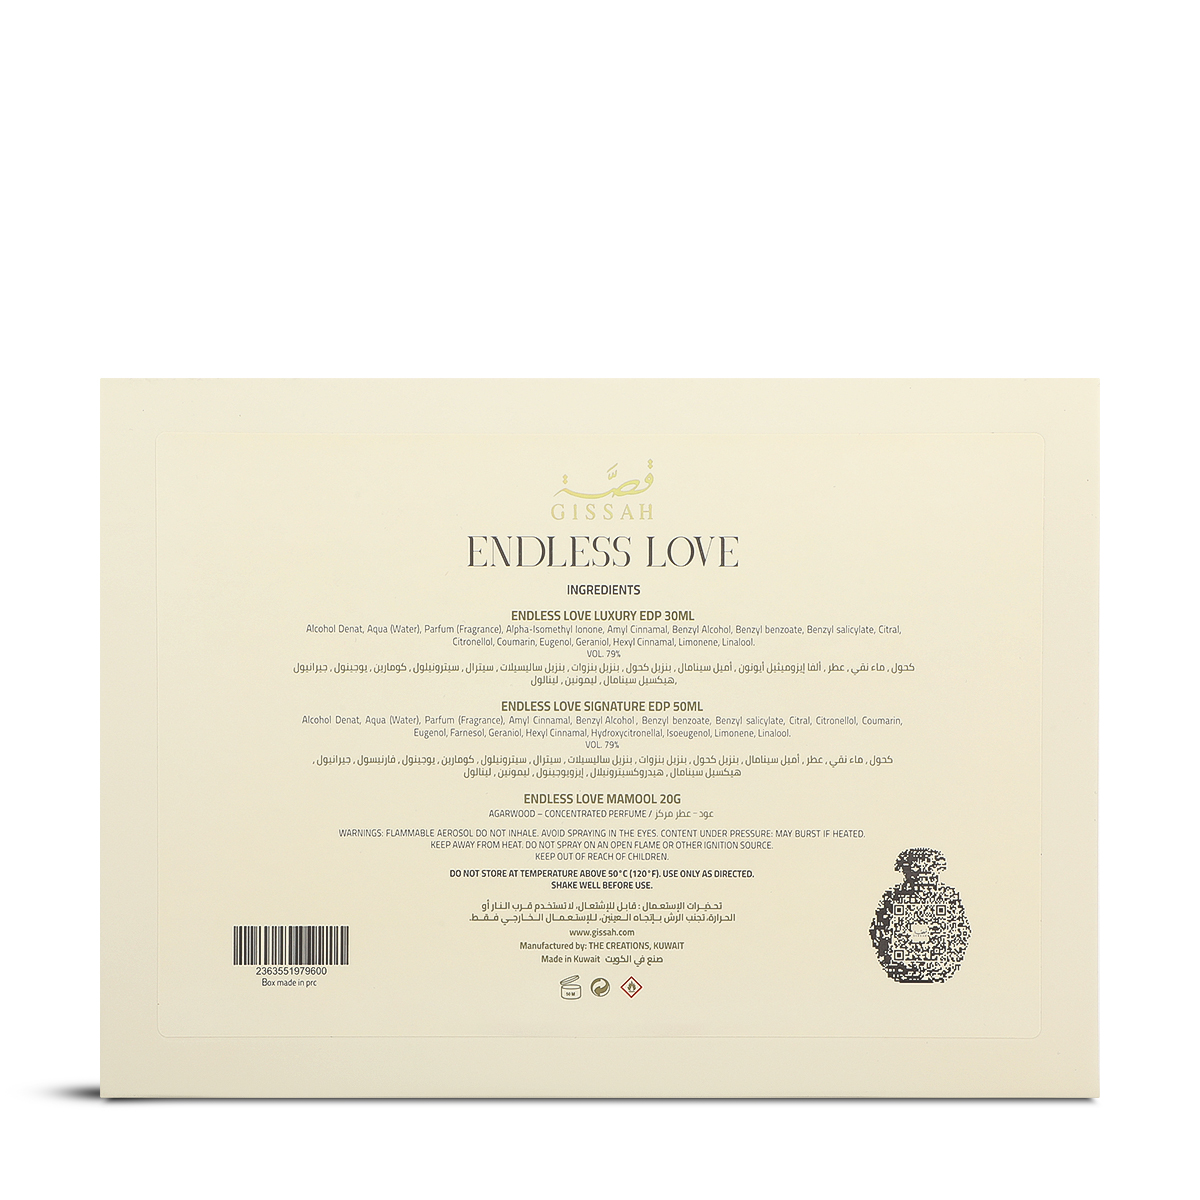 قصّة
GISSAH
ENDLESS LOVE
INGREDIENTS
ENDLESS LOVE LUXURY EDP 30ML
Alcohol Denat, Aqua (Water), Parfum (Fragrance), Alpha-Isomethyl Ionone, Amyl Cinnamal, Benzyl Alcohol, Benzyl benzoate, Benzyl salicylate, Citral,
Citronellol, Coumarin, Eugenol, Geraniol, Hexyl Cinnamal, Limonene, Linalool.
VOL. 79%
كحول , ماء نقي , عطر , ألفا إيزوميثيل أيونون , أميل سينامال , بنزيل كحول , بنزيل بنزوات , بنزيل ساليسيلات , سيترال , سيترونيلول , كومارين , يوجينول , جيرانيول
,هيكسيل سينامال , ليمونين , لينالول
ENDLESS LOVE SIGNATURE EDP 50ML
Alcohol Denat, Aqua (Water), Parfum (Fragrance), Amyl Cinnamal, Benzyl Alcohol, Benzyl benzoate, Benzyl salicylate, Citral, Citronellol, Coumarin,
Eugenol, Farnesol, Geraniol, Hexyl Cinnamal, Hydroxycitronellal, Isoeugenol, Limonene, Linalool.
VOL. 79%
كحول , ماء نقي , عطر , أميل سينامال , بنزيل كحول , بنزيل بنزوات , بنزيل ساليسيلات , سيترال , سيترونيلول , كومارين , يوجينول , فارنيسول , جيرانيول ,
هيكسيل سينامال , هيدروكسيترونيلال , إيزويوجينول , ليمونين , لينالول
ENDLESS LOVE MAMOOL 20G
AGARWOOD – CONCENTRATED PERFUME / عود - عطر مركز
WARNINGS: FLAMMABLE AEROSOL DO NOT INHALE. AVOID SPRAYING IN THE EYES. CONTENT UNDER PRESSURE: MAY BURST IF HEATED.
KEEP AWAY FROM HEAT. DO NOT SPRAY ON AN OPEN FLAME OR OTHER IGNITION SOURCE.
KEEP OUT OF REACH OF CHILDREN.
DO NOT STORE AT TEMPERATURE ABOVE 50°C (120°F). USE ONLY AS DIRECTED.
SHAKE WELL BEFORE USE.
تحضيرات الإستعمال : قابل للإشتعال، لا تستخدم قرب النار أو
الحرارة، تجنب الرش بإتجاه العينين، للإستعمال الخارجي فقط.
www.gissah.com
Manufactured by: THE CREATIONS, KUWAIT
Made in Kuwait صنع في الكويت
2363551979600
Box made in prc